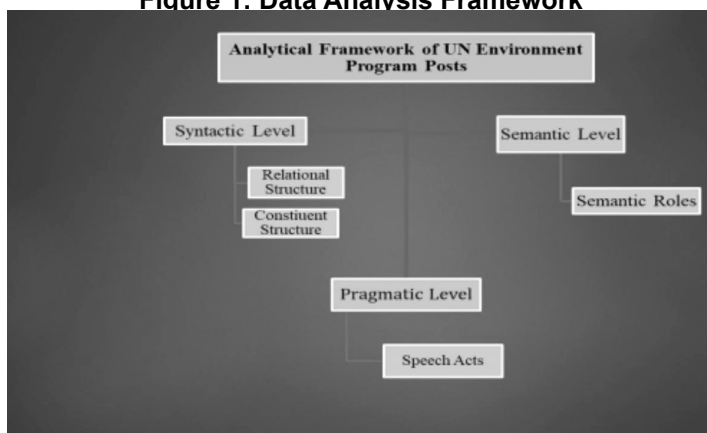 Figure 1: Data Analysis Framework
Analytical Framework of UN Environment
Program Posts
Syntactic Level
Semantic Level
Relational
Structure
Semantic Roles
Constiuent
Structure
Pragmatic Level
Speech Acts